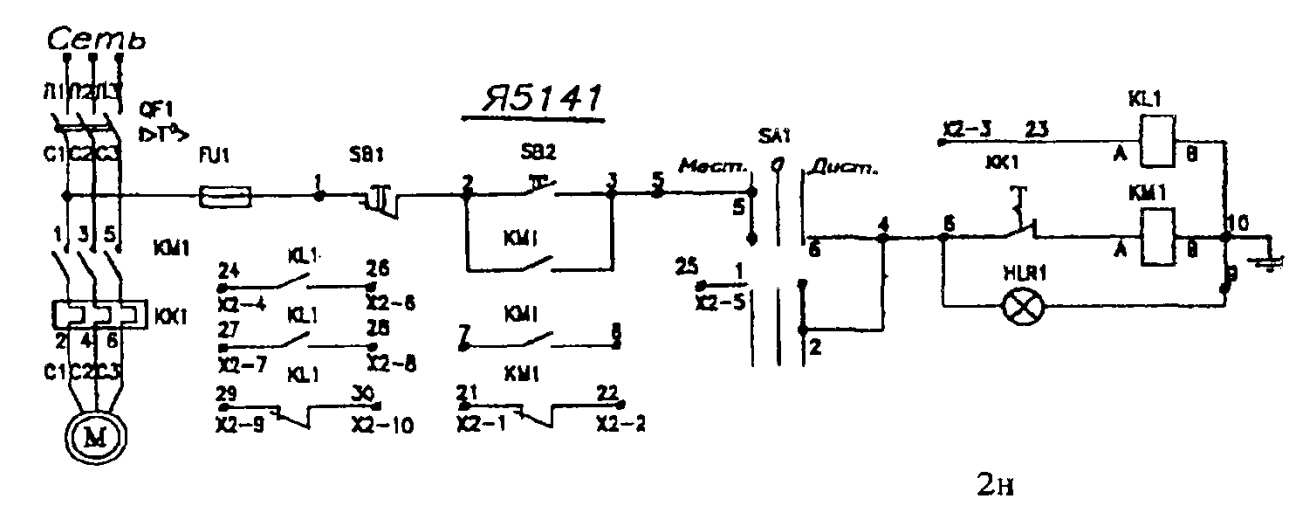 Сеть
Л1 Л2 Л3
QF1
I>T°>
C1 C2 C3
FU1
1
SB1
Я5141
SB2
2
3
5
Мест.
SA1
Дист.
5
6
X2-3
23
KL1
A
B
KK1
KM1
4
6
A
B
10
9
HLR1
1 3 5
KM1
KK1
2 4 6
C1 C2 C3
M
KM1
24
KL1
26
X2-4
X2-6
27
KL1
28
X2-7
X2-8
29
KL1
30
X2-9
X2-10
7
KM1
8
21
KM1
22
X2-1
X2-2
25
1
X2-5
2
2н